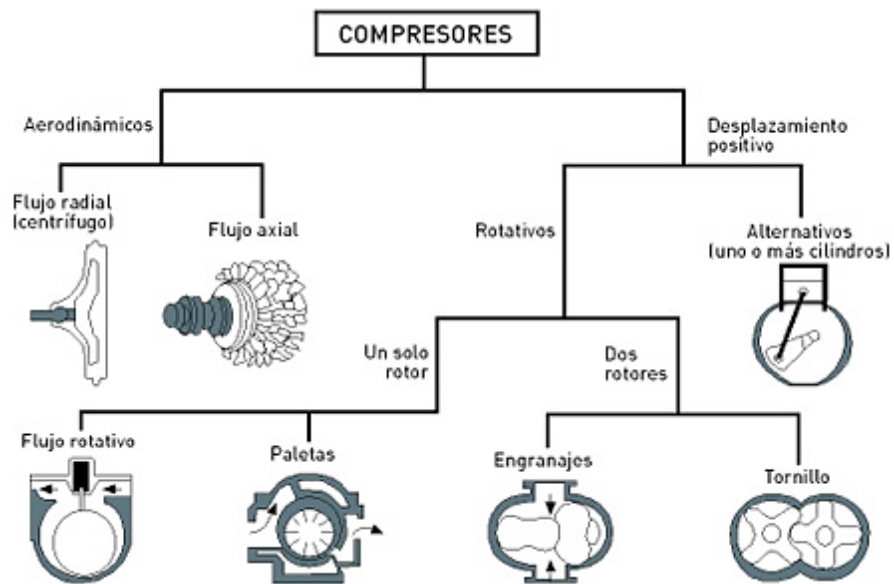 COMPRESORES
Aerodinámicos
Desplazamiento
positivo
Flujo radial
(centrífugo)
Flujo axial
Rotativos
Alternativos
(uno o más cilindros)
Un solo
rotor
Dos
rotores
Flujo rotativo
Paletas
Engranajes
Tornillo